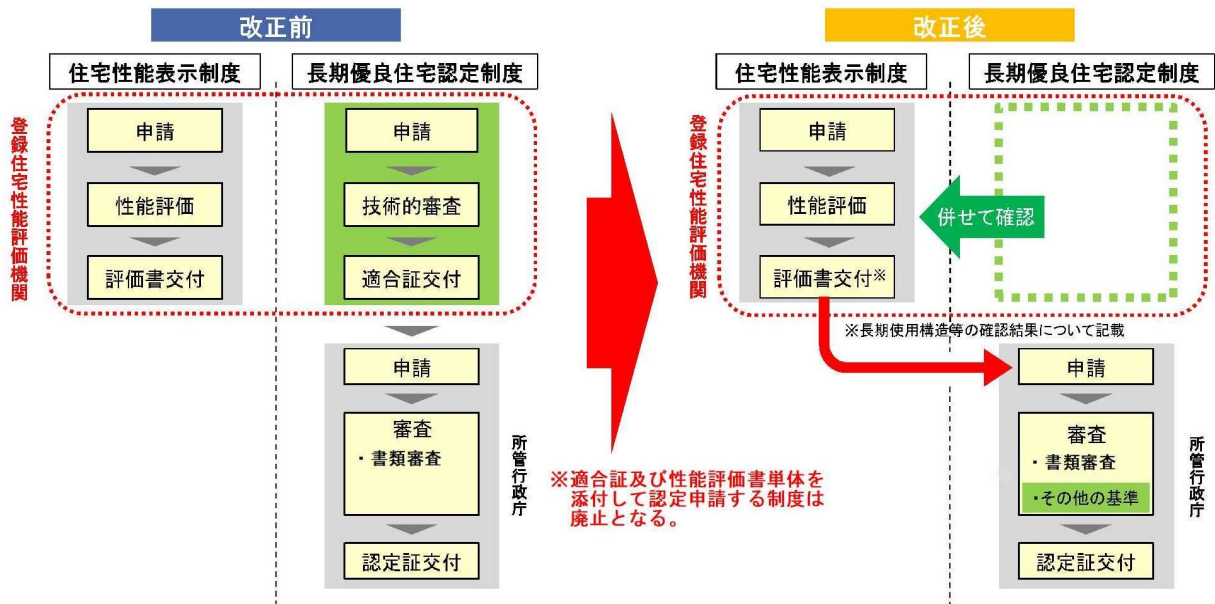 改正前
住宅性能表示制度
長期優良住宅認定制度
登録住宅性能評価機関
申請
性能評価
評価書交付
申請
技術的審査
適合証交付
申請
審査
・書類審査
認定証交付
所管行政庁
※適合証及び性能評価書単体を
添付して認定申請する制度は
廃止となる。
改正後
住宅性能表示制度
長期優良住宅認定制度
登録住宅性能評価機関
申請
性能評価
評価書交付※
併せて確認
※長期使用構造等の確認結果について記載
申請
審査
・書類審査
・その他の基準
認定証交付
所管行政庁